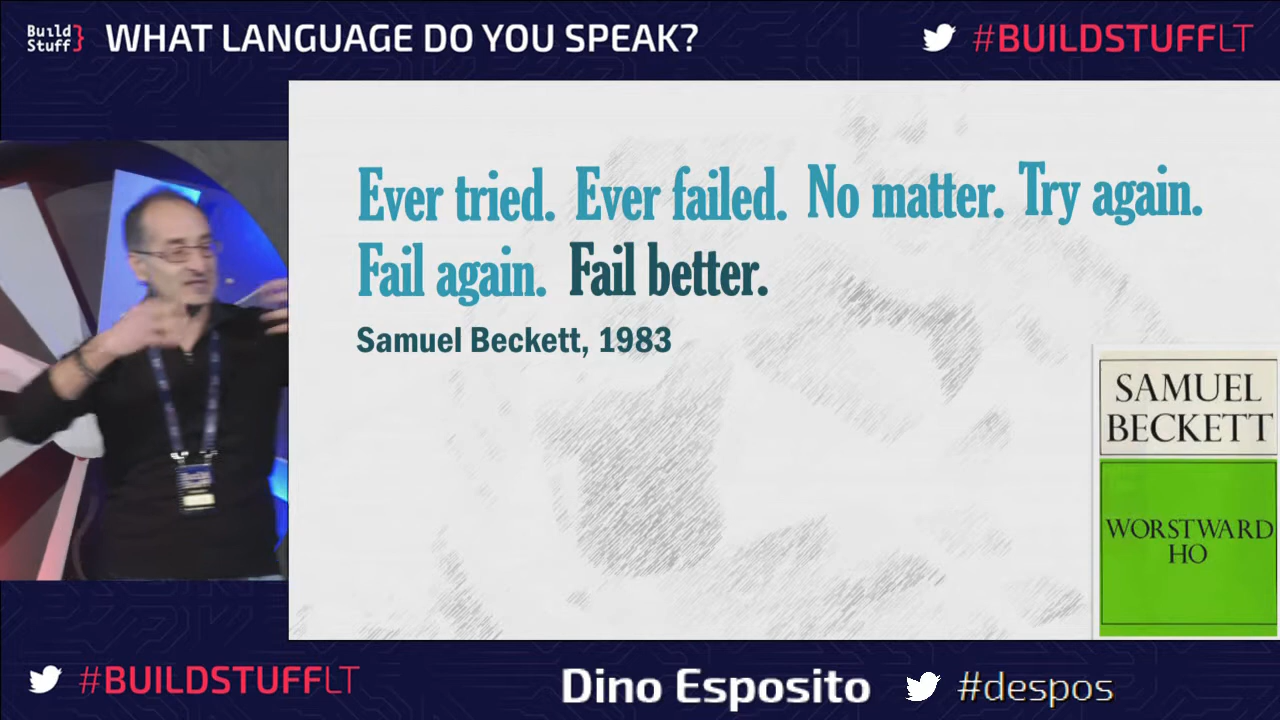 Build
Stuff
WHAT LANGUAGE DO YOU SPEAK?
#BUILDSTUFFLT
Ever tried. Ever failed. No matter. Try again.
Fail again. Fail better.
Samuel Beckett, 1983
SAMUEL
BECKETT
WORSTWARD
HO
#BUILDSTUFFLT
Dino Esposito
#despos